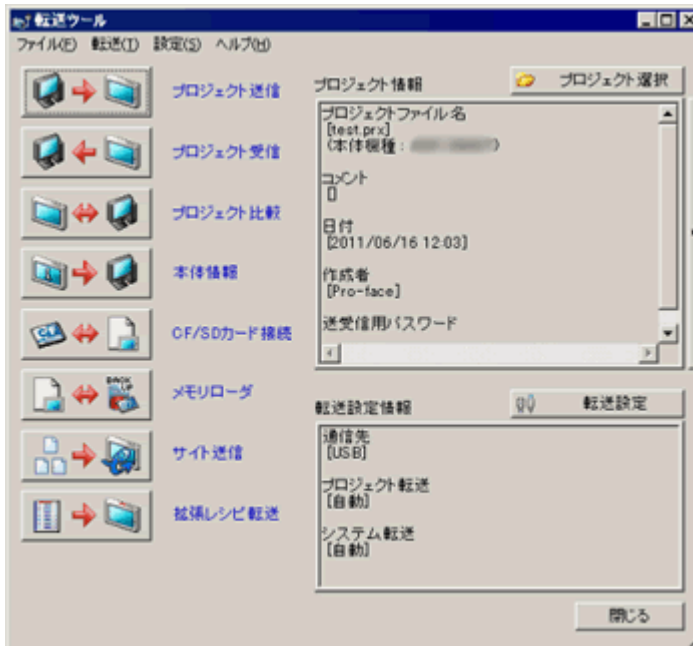 転送ツール
ファイル(F) 転送(T) 設定(S) ヘルプ(H)
プロジェクト送信
プロジェクト受信
プロジェクト比較
本体情報
CF/SDカード接続
メモリローダ
サイト送信
拡張レシピ転送
プロジェクト情報
プロジェクト選択
プロジェクトファイル名
[test.prx]
(本体機種: )
コメント
[]
日付
[2011/06/16 12:03]
作成者
[Pro-face]
送受信用パスワード
転送設定情報
転送設定
通信先
[USB]
プロジェクト転送
[自動]
システム転送
[自動]
閉じる